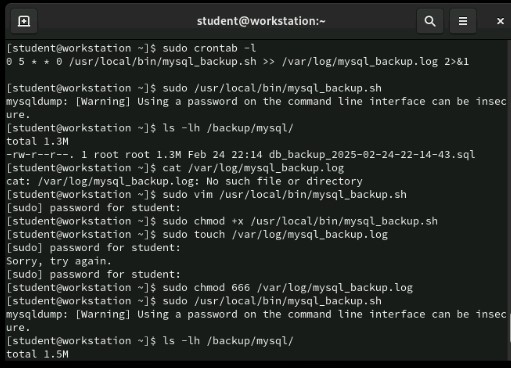 student@workstation:~
[student@workstation ~]$ sudo crontab -l
0 5 * * 0 /usr/local/bin/mysql_backup.sh >> /var/log/mysql_backup.log 2>&1
[student@workstation ~]$ sudo /usr/local/bin/mysql_backup.sh
mysqldump: [Warning] Using a password on the command line interface can be insec
ure.
[student@workstation ~]$ ls -lh /backup/mysql/
total 1.3M
-rw-r--r--. 1 root root 1.3M Feb 24 22:14 db_backup_2025-02-24-22-14-43.sql
[student@workstation ~]$ cat /var/log/mysql_backup.log
cat: /var/log/mysql_backup.log: No such file or directory
[student@workstation ~]$ sudo vim /usr/local/bin/mysql_backup.sh
[sudo] password for student:
[student@workstation ~]$ sudo chmod +x /usr/local/bin/mysql_backup.sh
[student@workstation ~]$ sudo touch /var/log/mysql_backup.log
[sudo] password for student:
Sorry, try again.
[sudo] password for student:
[student@workstation ~]$ sudo chmod 666 /var/log/mysql_backup.log
[student@workstation ~]$ sudo /usr/local/bin/mysql_backup.sh
mysqldump: [Warning] Using a password on the command line interface can be insec
ure.
[student@workstation ~]$ ls -lh /backup/mysql/
total 1.5M